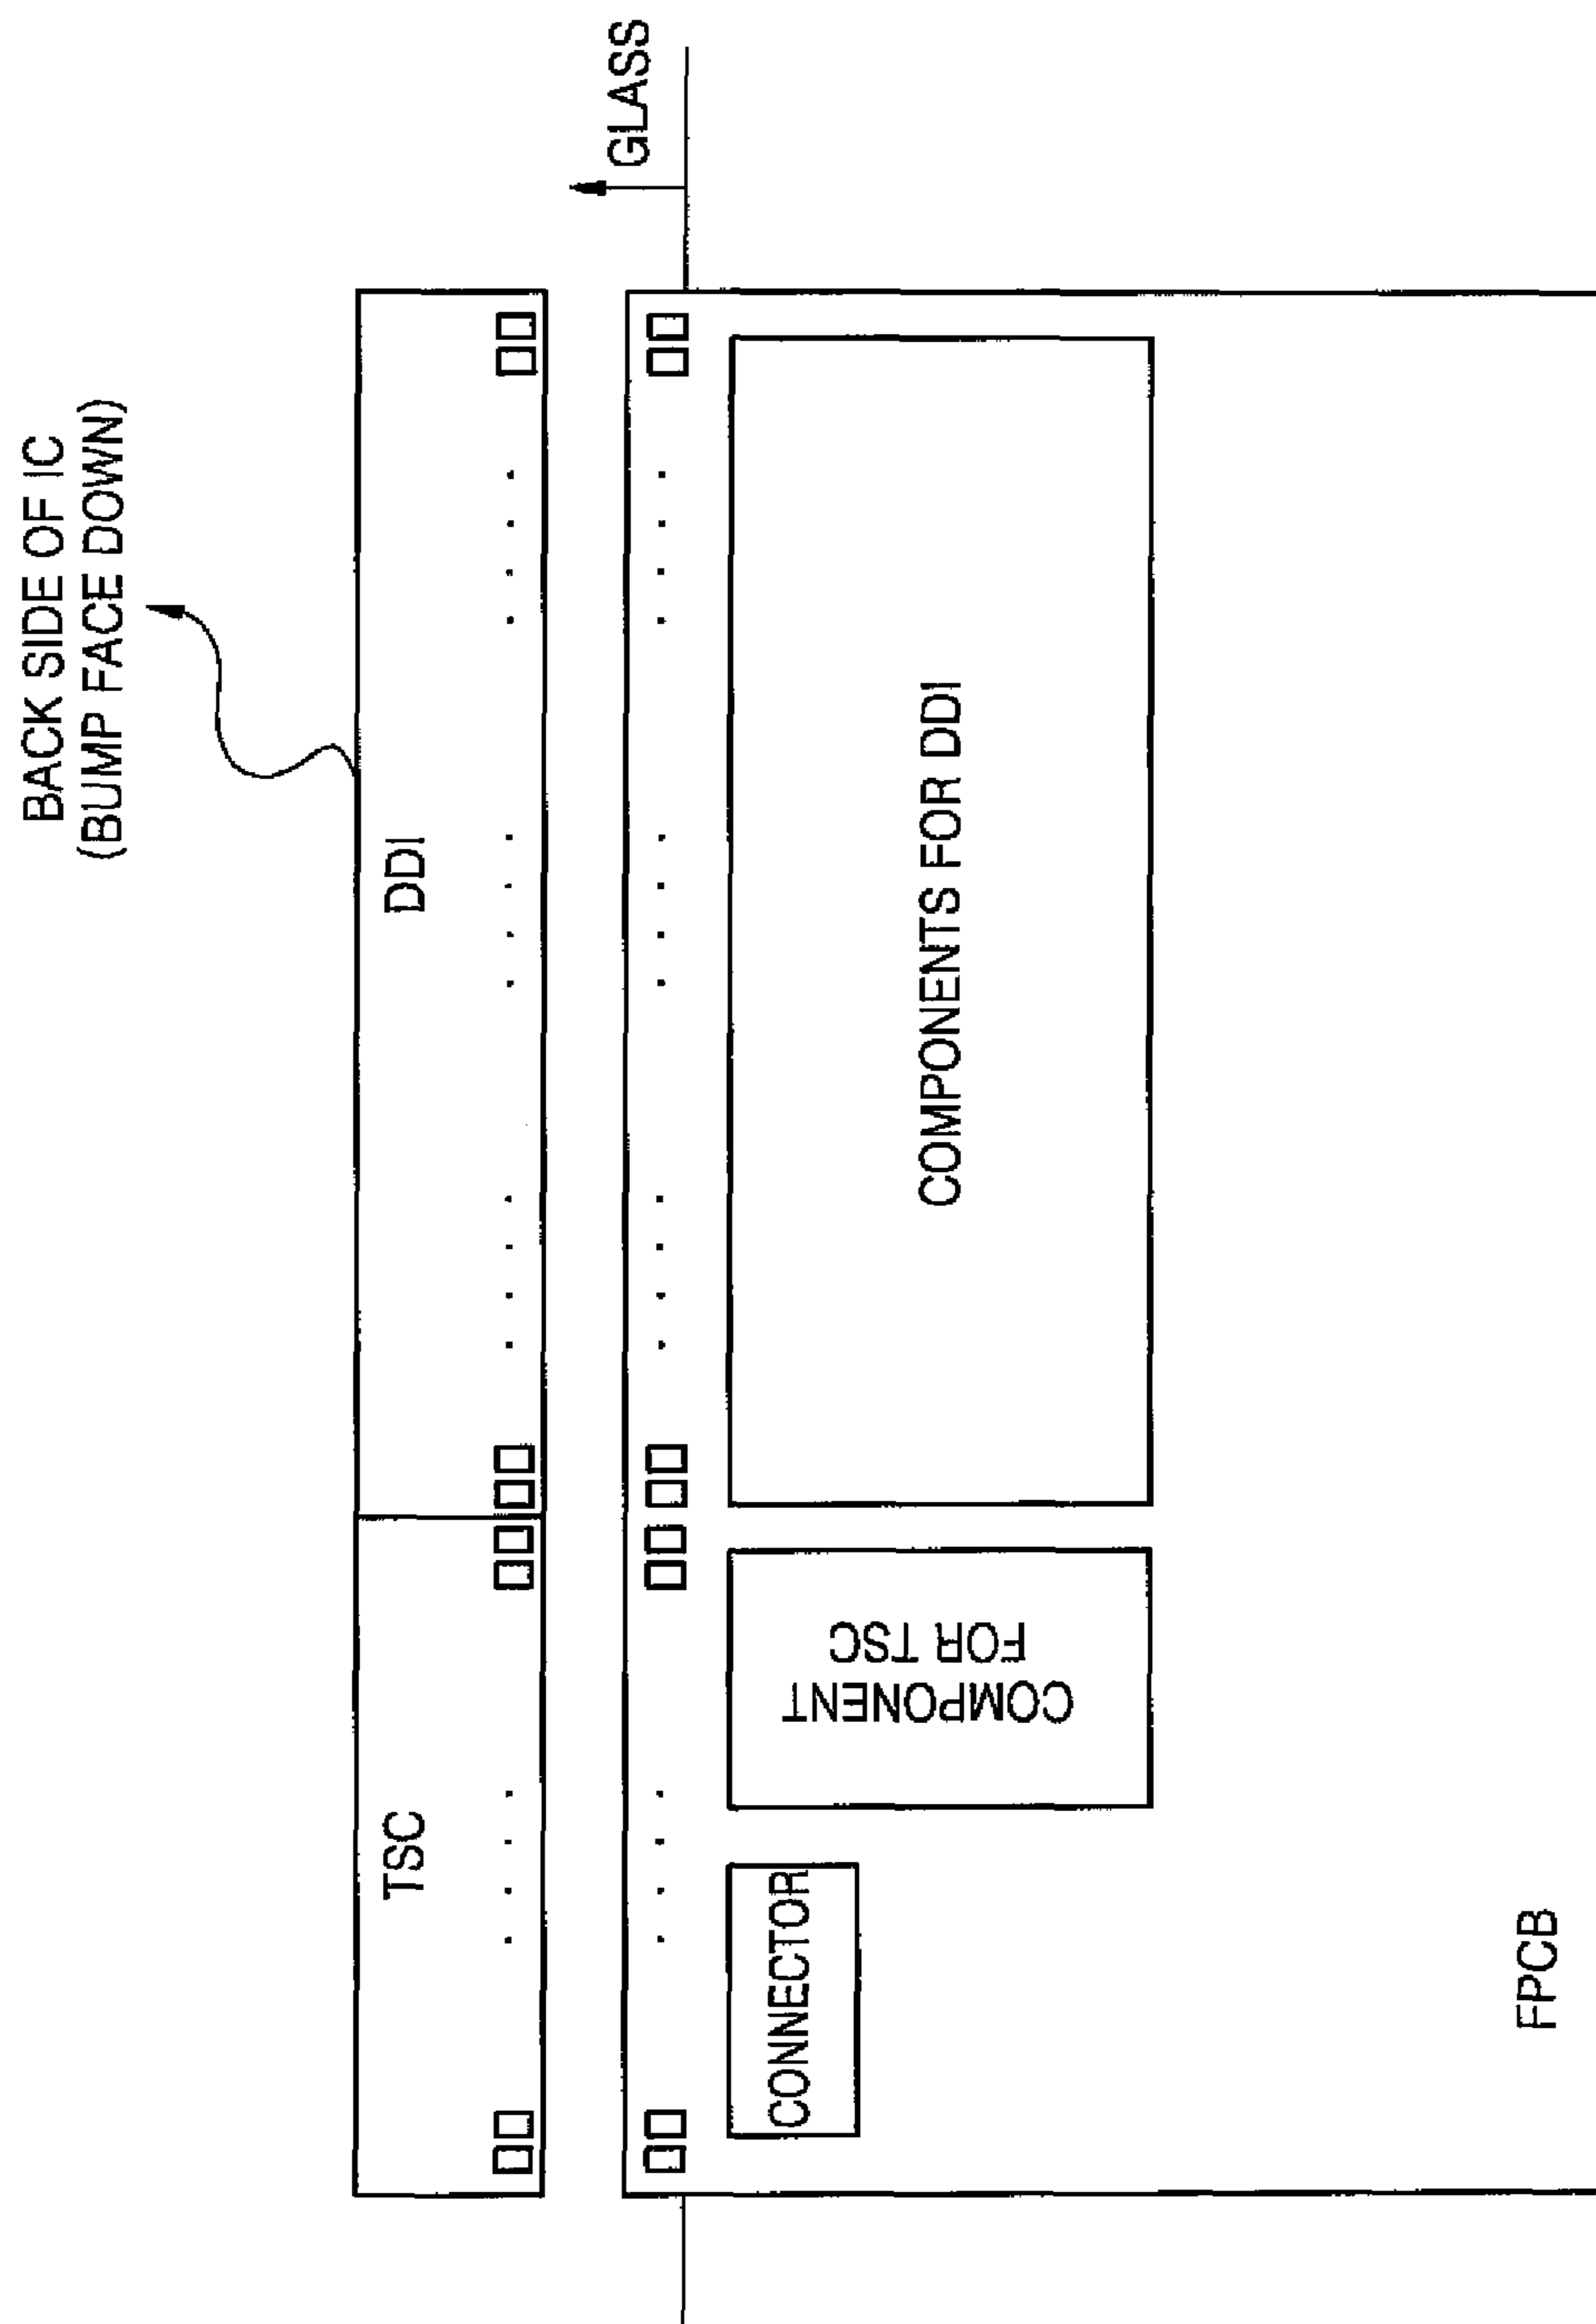 BACK SIDE OF IC
(BUMP FACE DOWN)
GLASS
TSC
DDI
CONNECTOR
COMPONENT
FOR TSC
COMPONENTS FOR DDI
FPCB